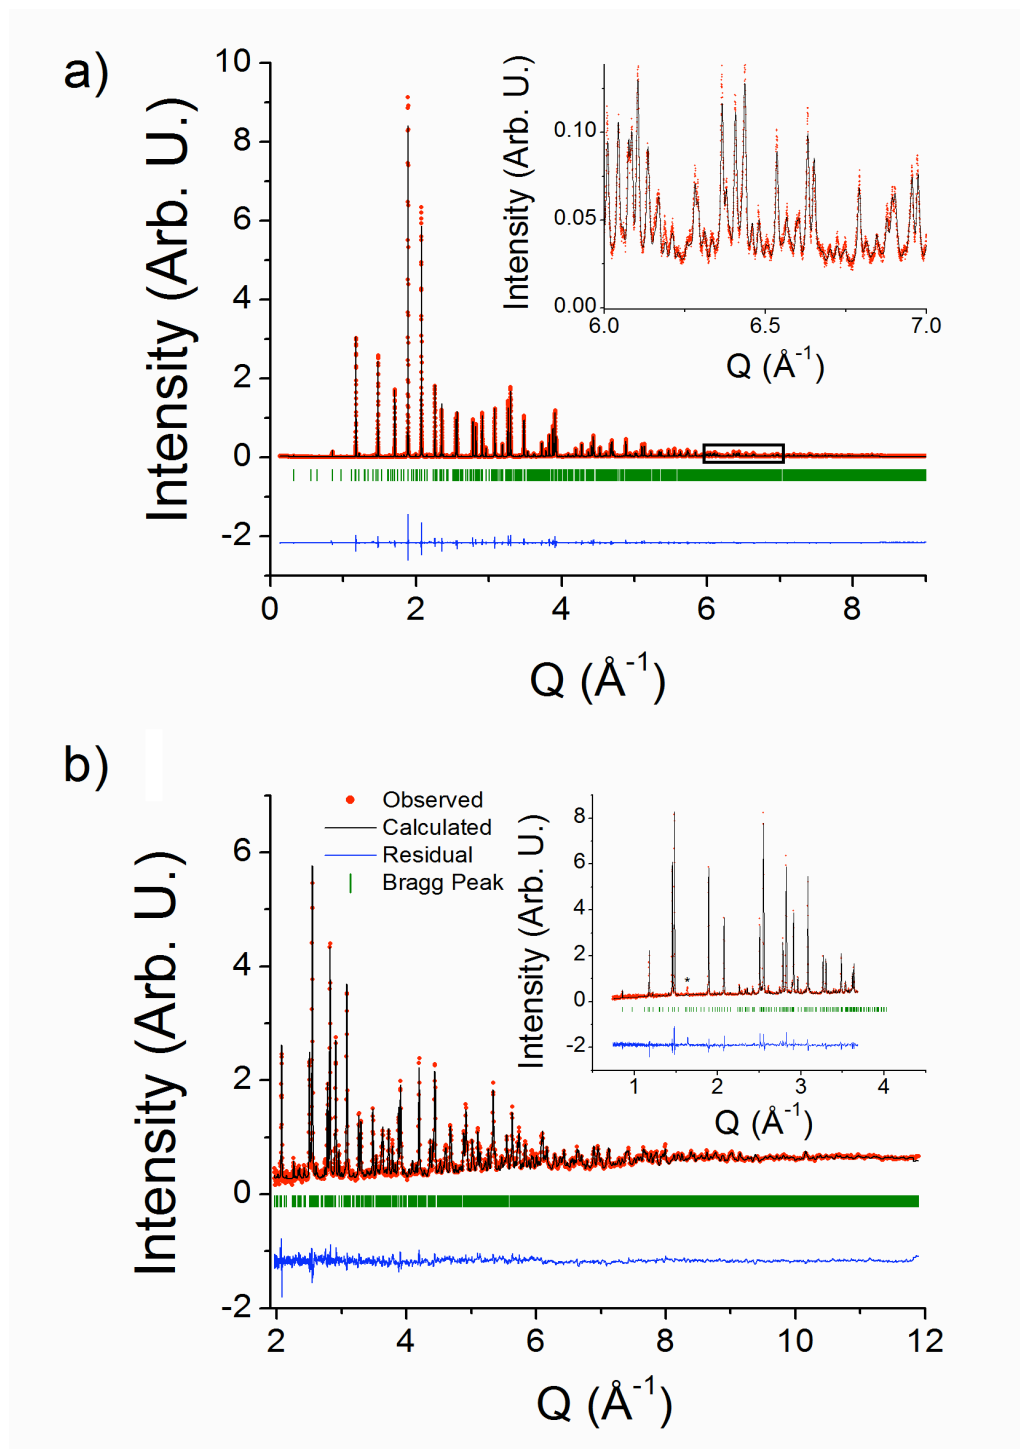 a)
Intensity (Arb. U.)
10
8
6
4
2
0
-2
0 2 4 6 8
Q (Å-1)
Intensity (Arb. U.)
0.10
0.05
0.00
6.0 6.5 7.0
Q (Å-1)
b)
Intensity (Arb. U.)
6
4
2
0
-2
2 4 6 8 10 12
Q (Å-1)
Observed
Calculated
Residual
Bragg Peak
Intensity (Arb. U.)
8
6
4
2
0
-2
*
1 2 3 4
Q (Å-1)